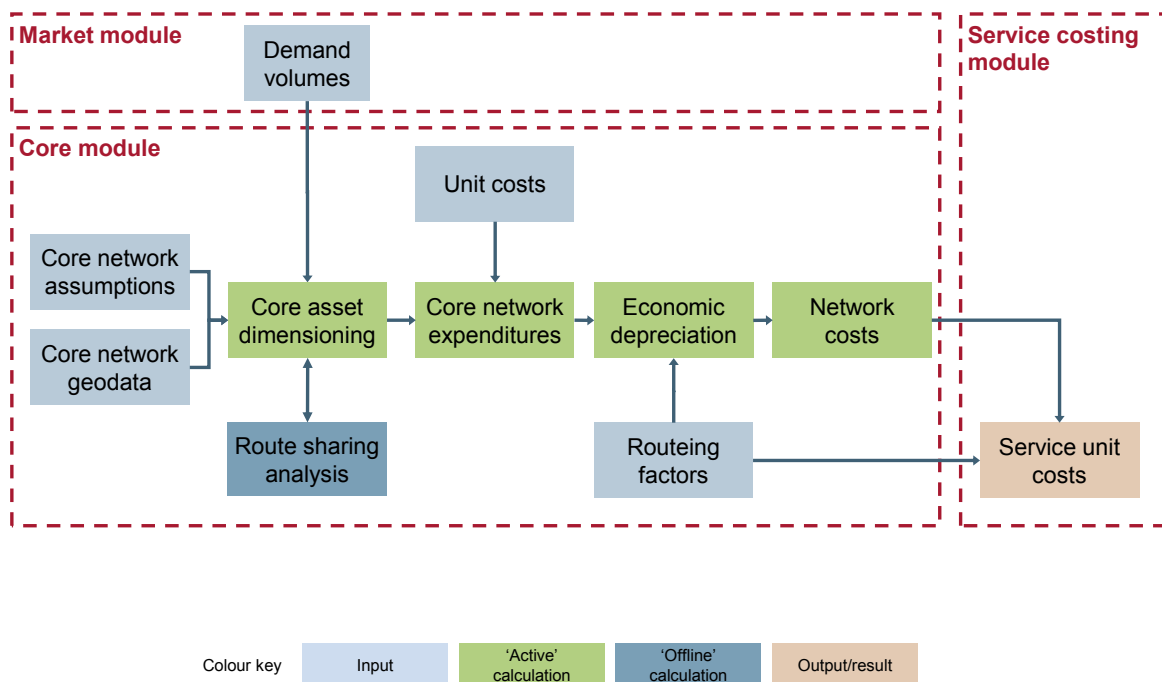 Market module
Demand
volumes
Service costing
module
Core module
Unit costs
Core network
assumptions
Core network
geodata
Core asset
dimensioning
Core network
expenditures
Economic
depreciation
Network
costs
Route sharing
analysis
Routeing
factors
Service unit
costs
Colour key
Input
‘Active’
calculation
‘Offline’
calculation
Output/result